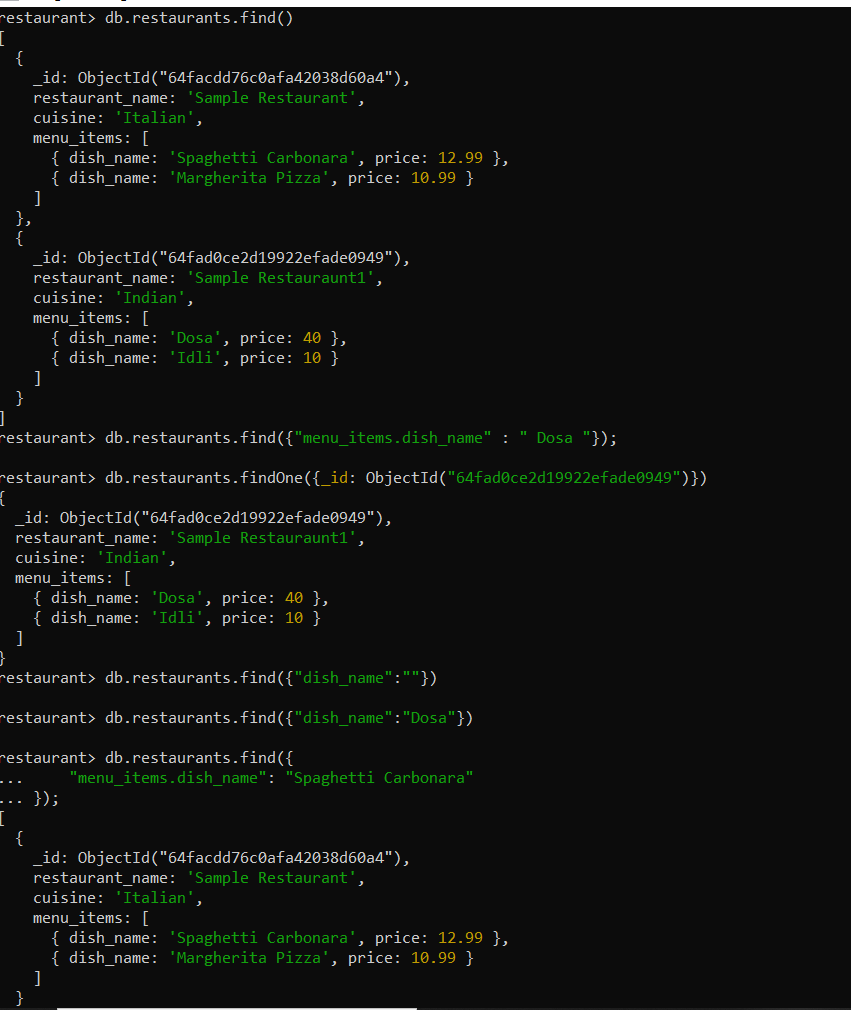 restaurant> db.restaurants.find()
[
  {
    _id: ObjectId("64facdd76c0afa42038d60a4"),
    restaurant_name: 'Sample Restaurant',
    cuisine: 'Italian',
    menu_items: [
      { dish_name: 'Spaghetti Carbonara', price: 12.99 },
      { dish_name: 'Margherita Pizza', price: 10.99 }
    ]
  },
  {
    _id: ObjectId("64fad0ce2d19922efade0949"),
    restaurant_name: 'Sample Restauraunt1',
    cuisine: 'Indian',
    menu_items: [
      { dish_name: 'Dosa', price: 40 },
      { dish_name: 'Idli', price: 10 }
    ]
  }
]
restaurant> db.restaurants.find({"menu_items.dish_name" : " Dosa "});
restaurant> db.restaurants.findOne({_id: ObjectId("64fad0ce2d19922efade0949")})
{
  _id: ObjectId("64fad0ce2d19922efade0949"),
  restaurant_name: 'Sample Restauraunt1',
  cuisine: 'Indian',
  menu_items: [
    { dish_name: 'Dosa', price: 40 },
    { dish_name: 'Idli', price: 10 }
  ]
}
restaurant> db.restaurants.find({"dish_name":""})
restaurant> db.restaurants.find({"dish_name":"Dosa"})
restaurant> db.restaurants.find({
...     "menu_items.dish_name": "Spaghetti Carbonara"
... });
[
  {
    _id: ObjectId("64facdd76c0afa42038d60a4"),
    restaurant_name: 'Sample Restaurant',
    cuisine: 'Italian',
    menu_items: [
      { dish_name: 'Spaghetti Carbonara', price: 12.99 },
      { dish_name: 'Margherita Pizza', price: 10.99 }
    ]
  }